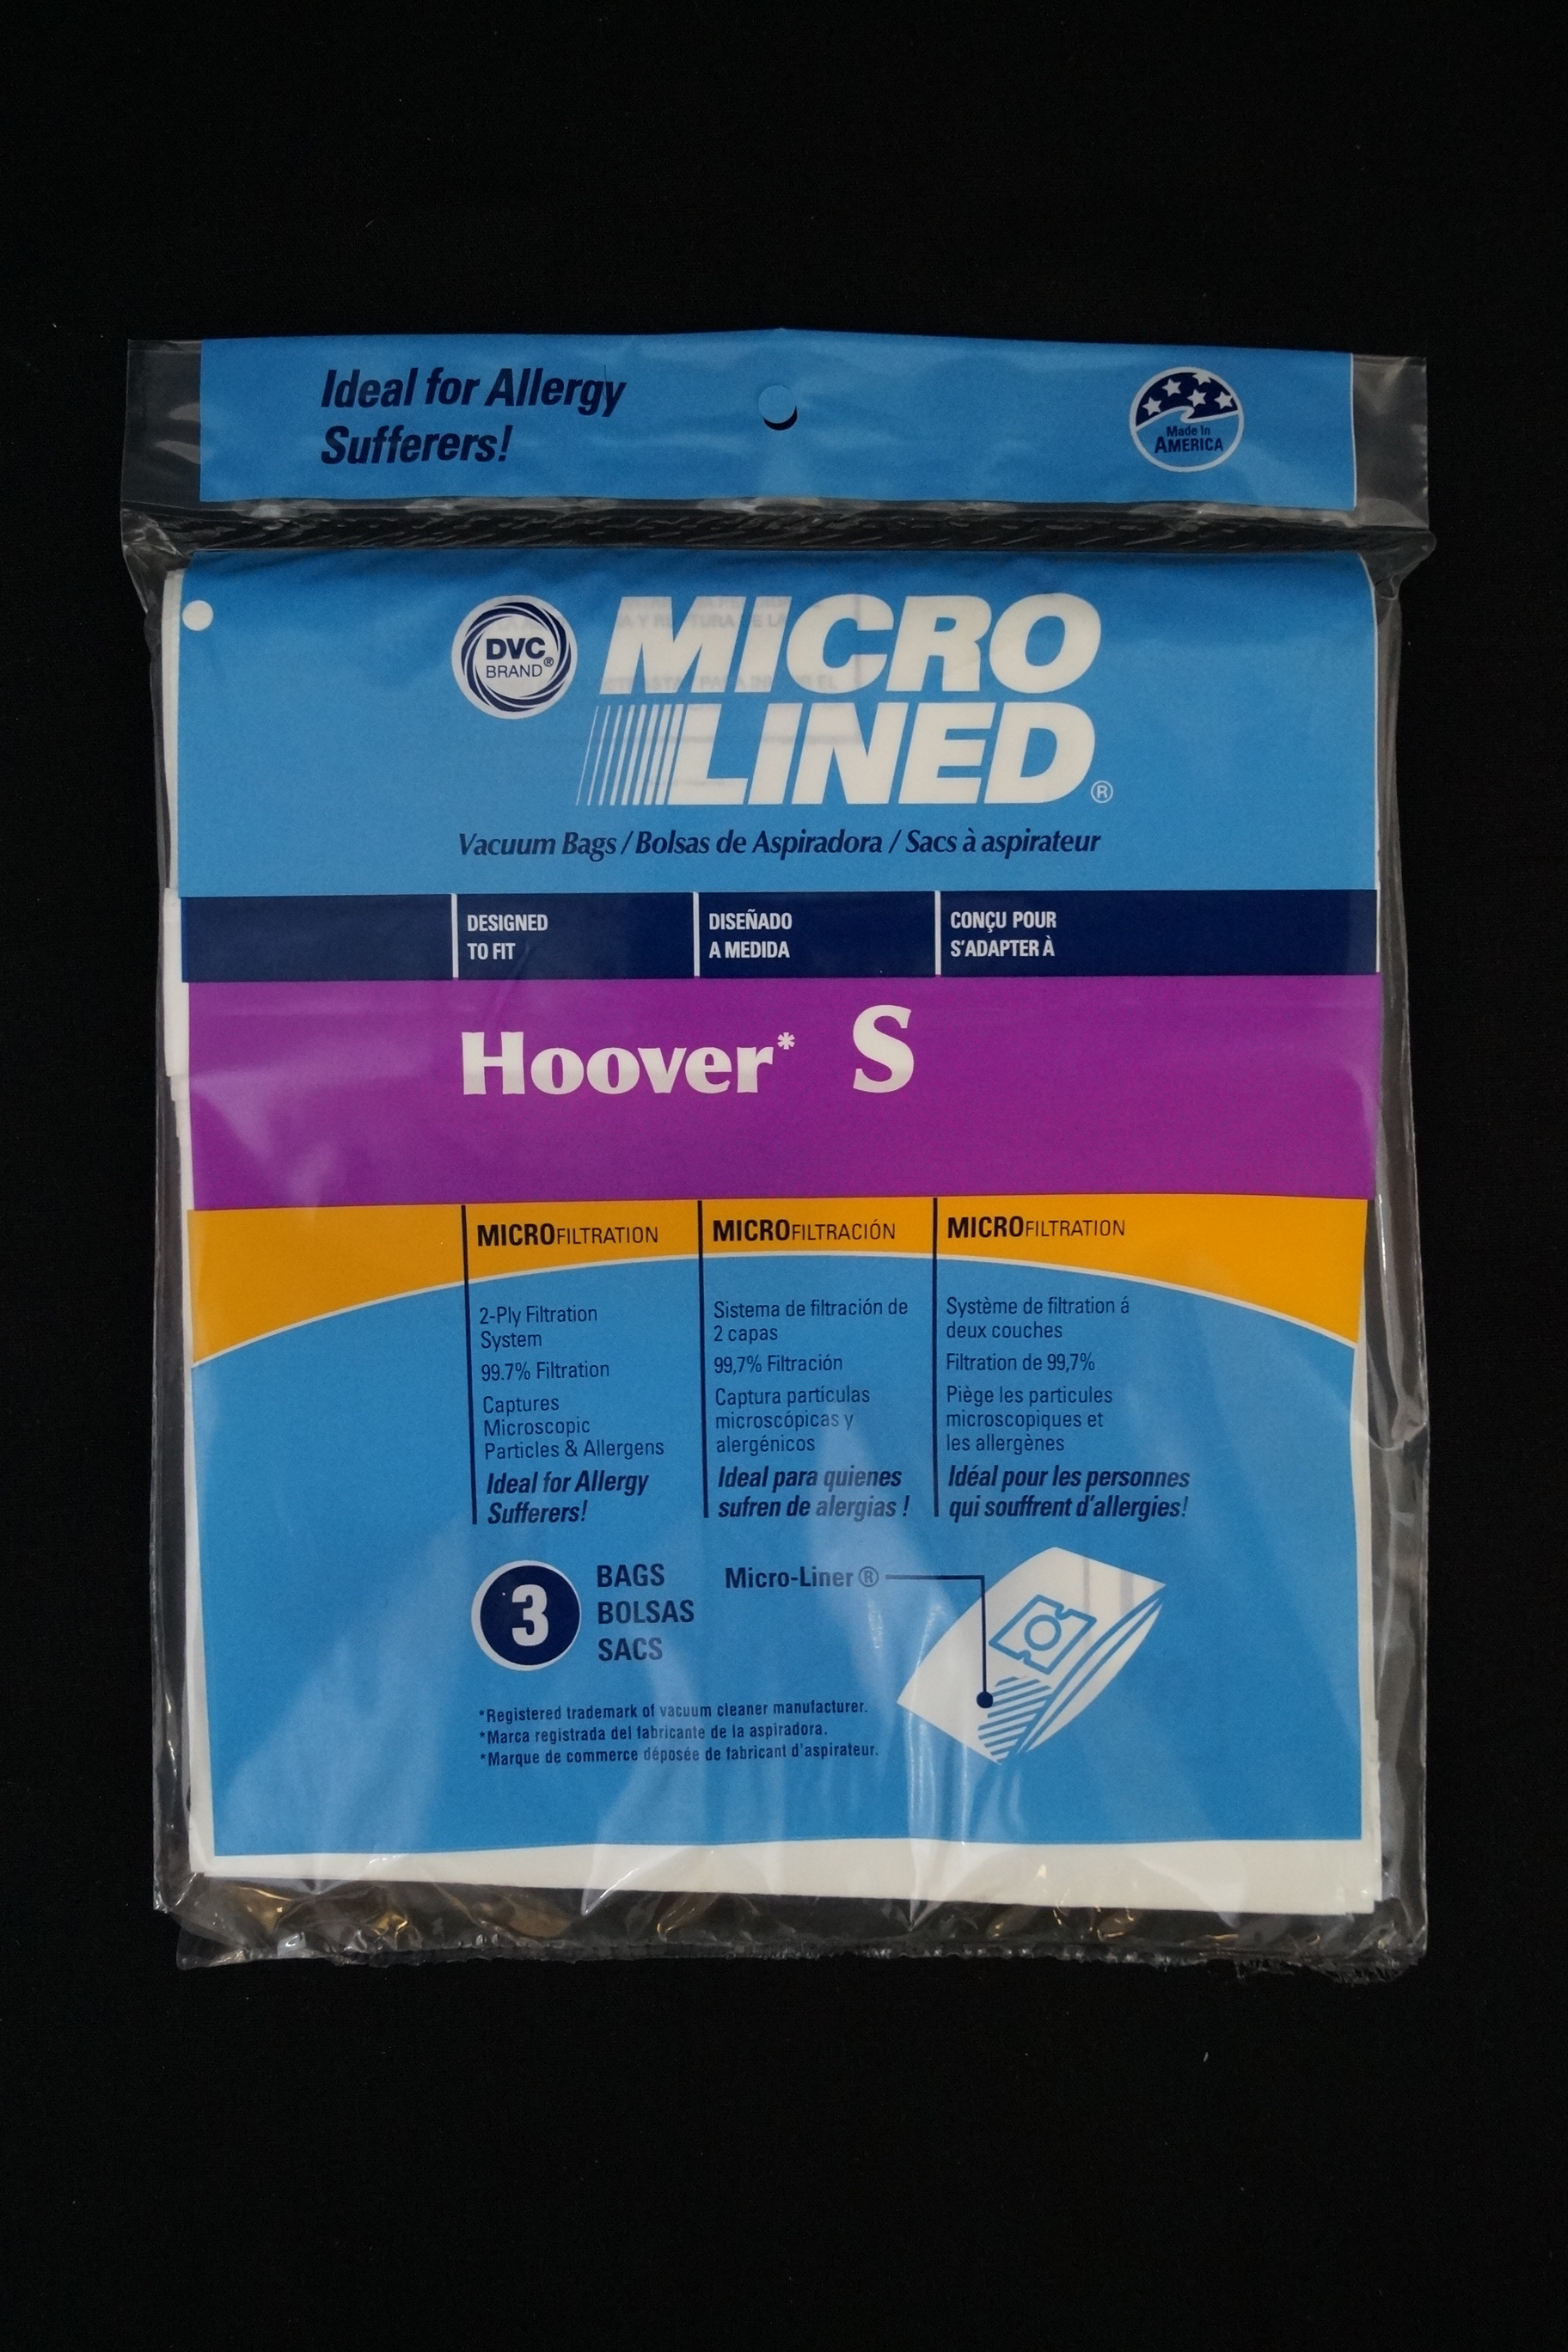 Ideal for Allergy
Sufferers!
Made In
AMERICA
DVC
BRAND®
MICRO
LINED®
Vacuum Bags / Bolsas de Aspiradora / Sacs à aspirateur
DESIGNED
TO FIT
DISEÑADO
A MEDIDA
CONÇU POUR
S'ADAPTER À
Hoover* S
MICROFILTRATION
2-Ply Filtration
System
99.7% Filtration
Captures
Microscopic
Particles & Allergens
Ideal for Allergy
Sufferers!
MICROFILTRACIÓN
Sistema de filtración de
2 capas
99,7% Filtración
Captura partículas
microscópicas y
alergénicos
Ideal para quienes
sufren de alergias !
MICROFILTRATION
Système de filtration á
deux couches
Filtration de 99,7%
Piège les particules
microscopiques et
les allergènes
Idéal pour les personnes
qui souffrent d'allergies!
3
BAGS
BOLSAS
SACS
Micro-Liner ®
*Registered trademark of vacuum cleaner manufacturer.
*Marca registrada del fabricante de la aspiradora.
*Marque de commerce déposée de fabricant d'aspirateur.